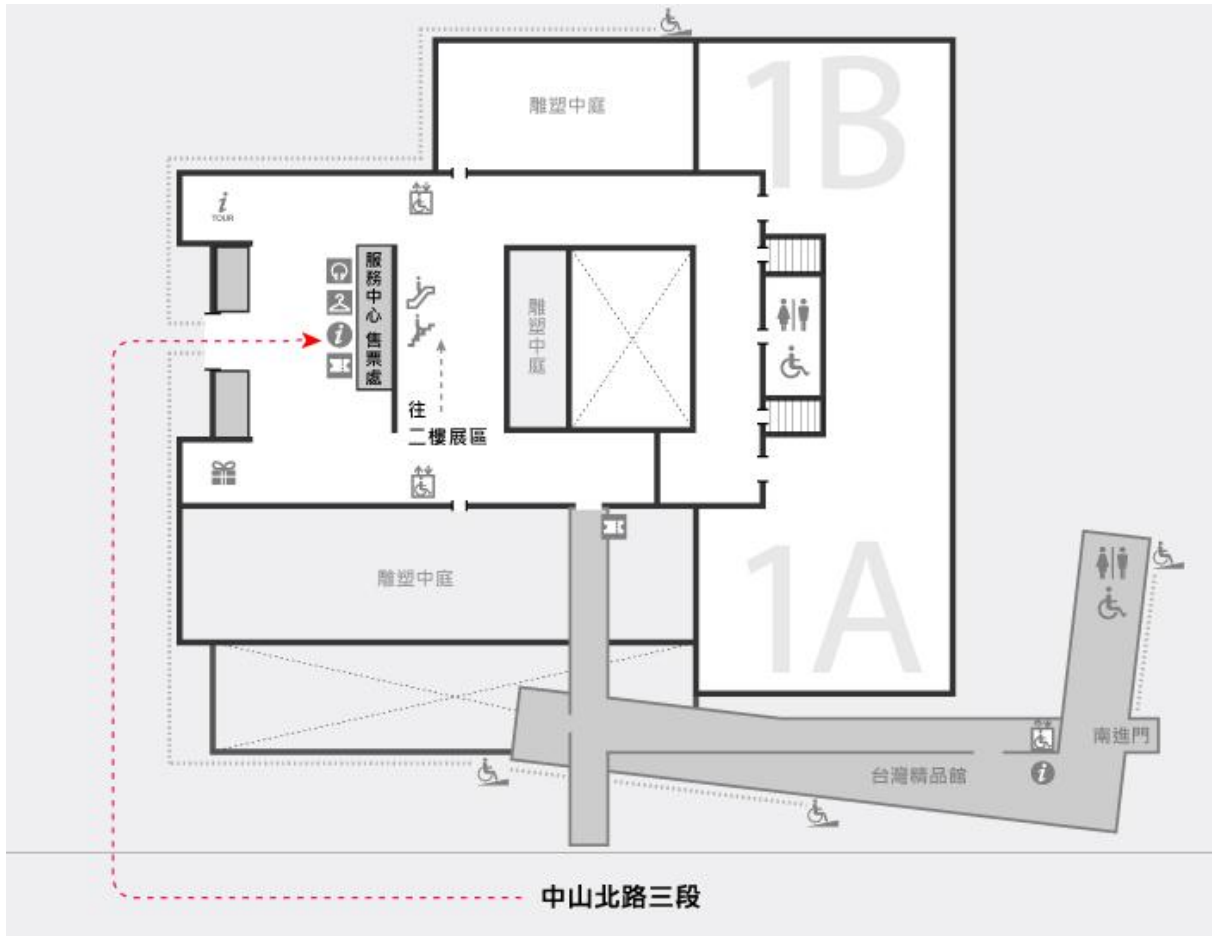 雕塑中庭
1B
i
TOUR
服務中心 售票處
i
雕塑中庭
往
二樓展區
雕塑中庭
1A
南進門
台灣精品館
i
中山北路三段